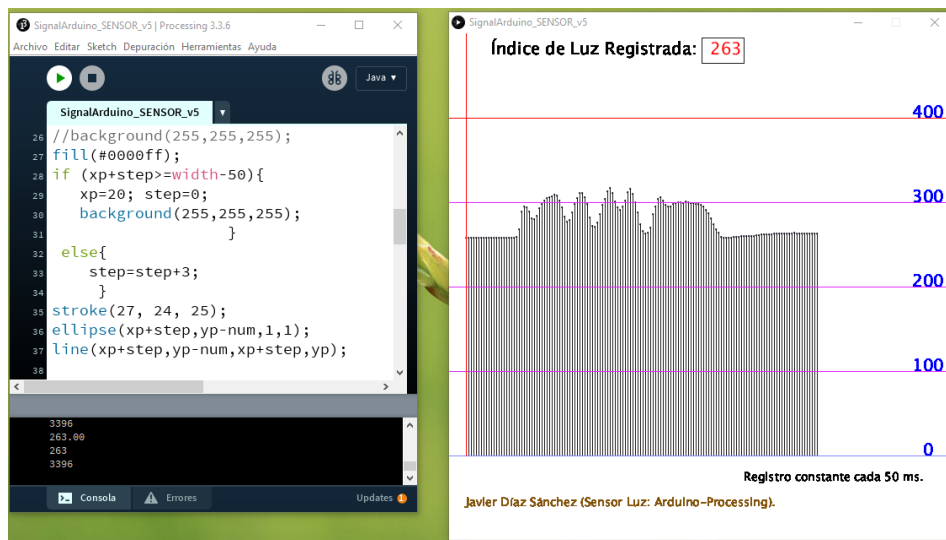 SignalArduino_SENSOR_v5 | Processing 3.3.6
Archivo Editar Sketch Depuración Herramientas Ayuda
Java ▾
SignalArduino_SENSOR_v5
26 //background(255,255,255);
27 fill(#0000ff);
28 if (xp+step>=width-50){
29 xp=20; step=0;
30 background(255,255,255);
31 }
32 else{
33 step=step+3;
34 }
35 stroke(27, 24, 25);
36 ellipse(xp+step,yp-num,1,1);
37 line(xp+step,yp-num,xp+step,yp);
38
3396
263.00
263
3396
Consola Errores Updates 1
SignalArduino_SENSOR_v5
Índice de Luz Registrada: 263
400
300
200
100
0
Registro constante cada 50 ms.
Javier Díaz Sánchez (Sensor Luz: Arduino-Processing).